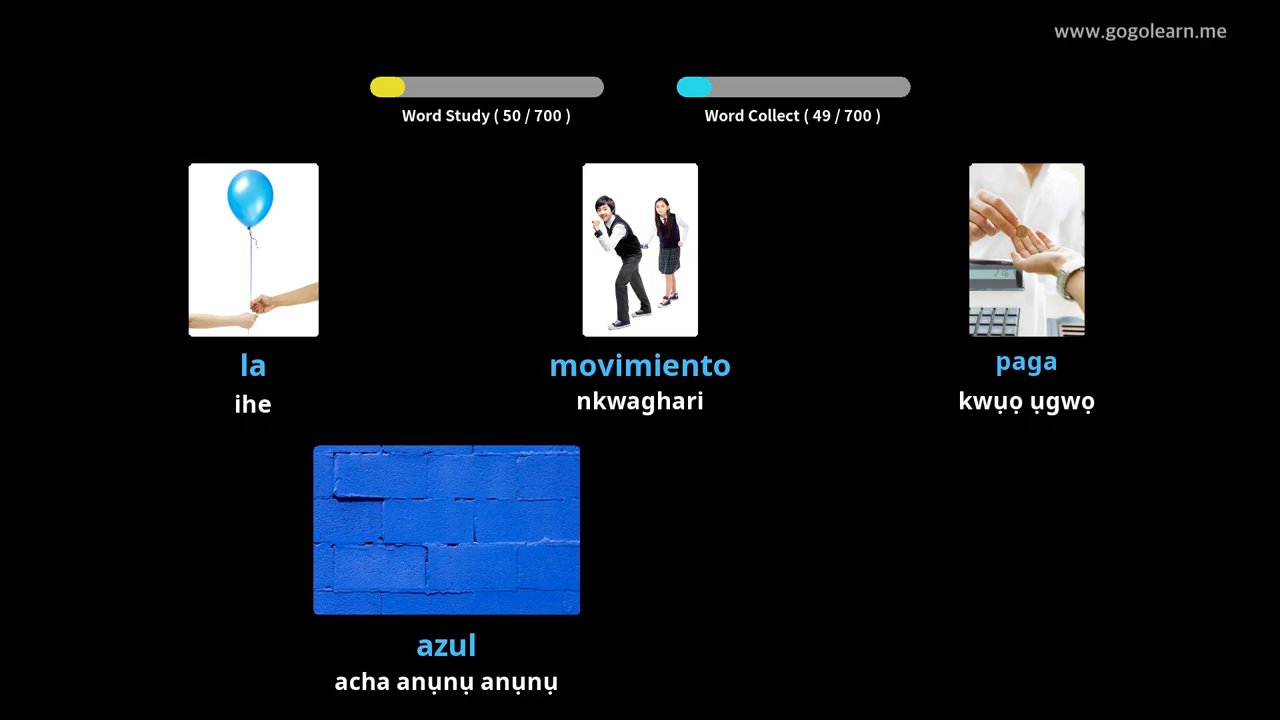 www.gogolearn.me
Word Study ( 50 / 700 )
Word Collect ( 49 / 700 )
la
ihe
movimiento
nkwaghari
paga
kwụọ ụgwọ
azul
acha anụnụ anụnụ